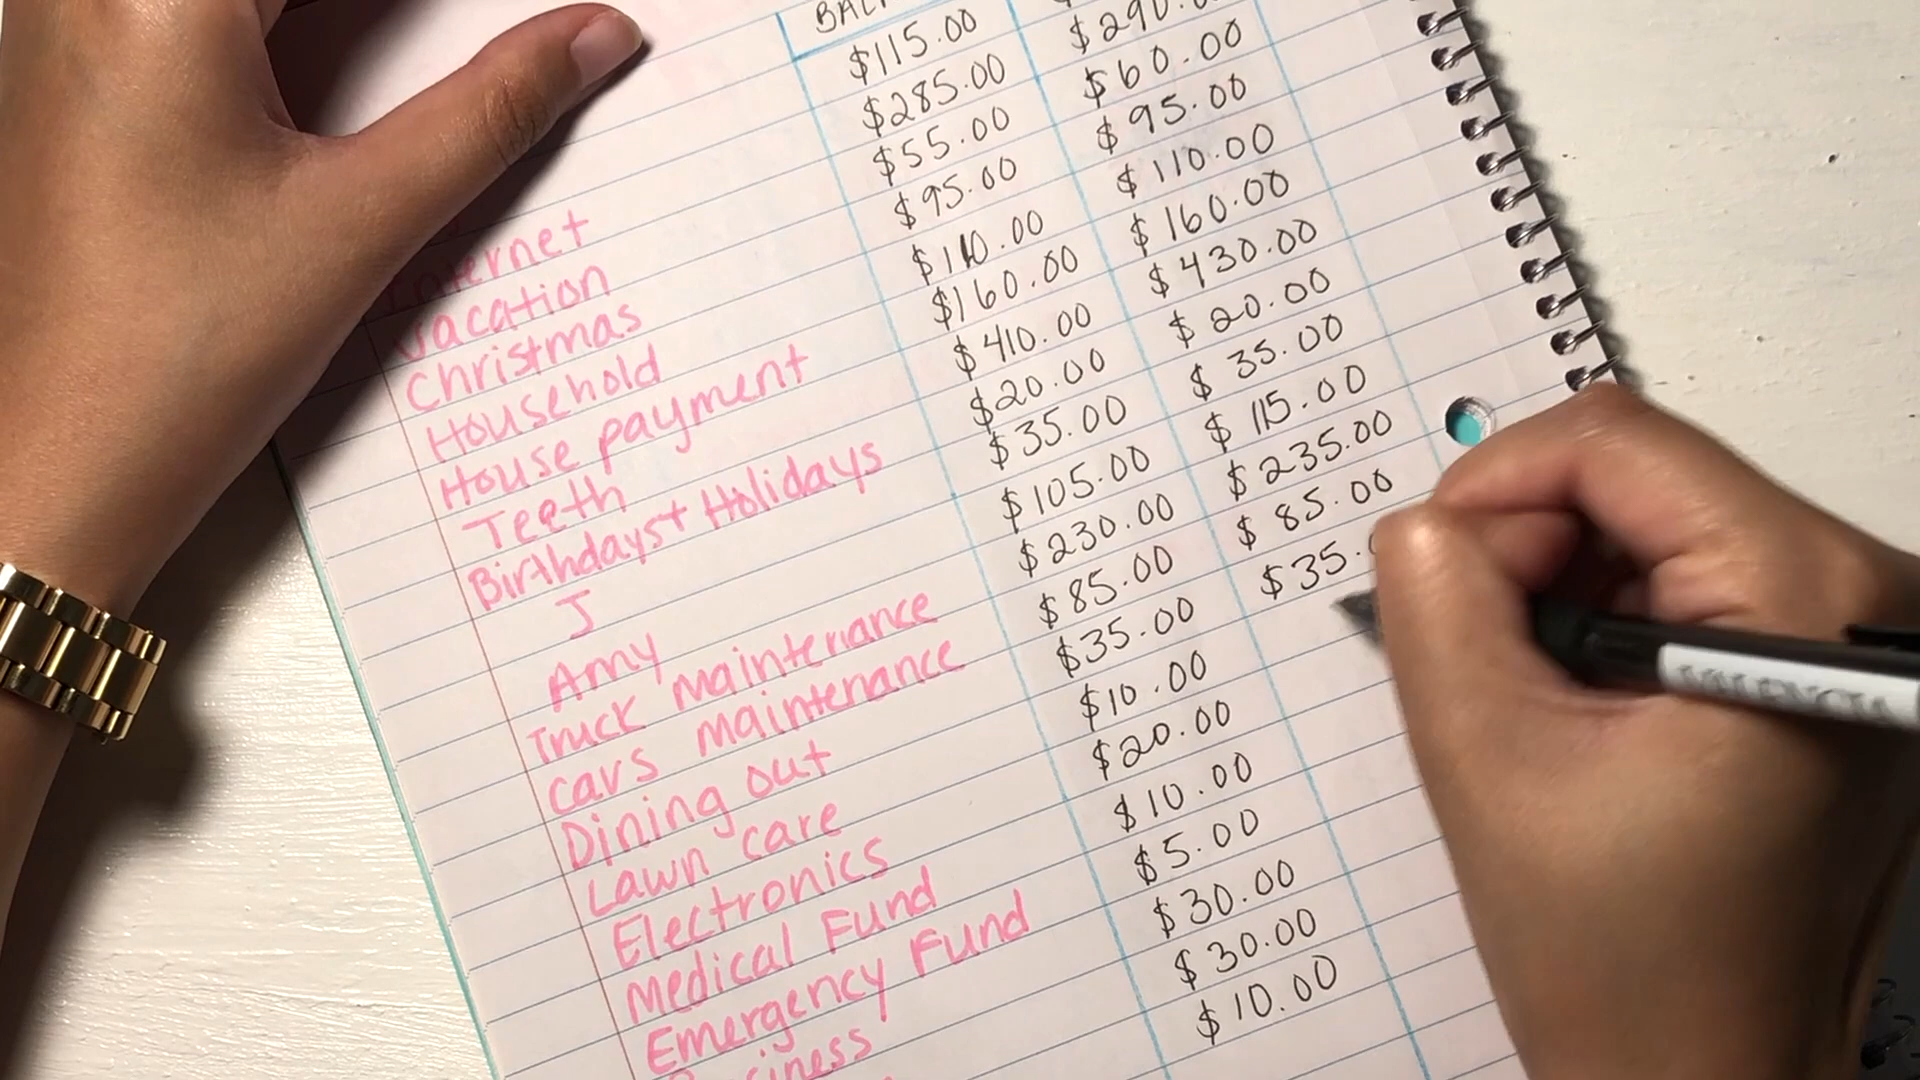 $115.00
$285.00 $290.
Internet $55.00 $60.00
Vacation $95.00 $95.00
Christmas $110.00 $110.00
Household $160.00 $160.00
House payment $410.00 $430.00
Teeth $20.00 $20.00
Birthdays+ Holidays $35.00 $35.00
J $105.00 $115.00
Amy $230.00 $235.00
Truck Maintenance $85.00 $85.00
Cars Maintenance $35.00 $35.
Dining out $10.00
Lawn care $20.00
Electronics $10.00
Medical Fund $5.00
Emergency Fund $30.00
$30.00
$10.00